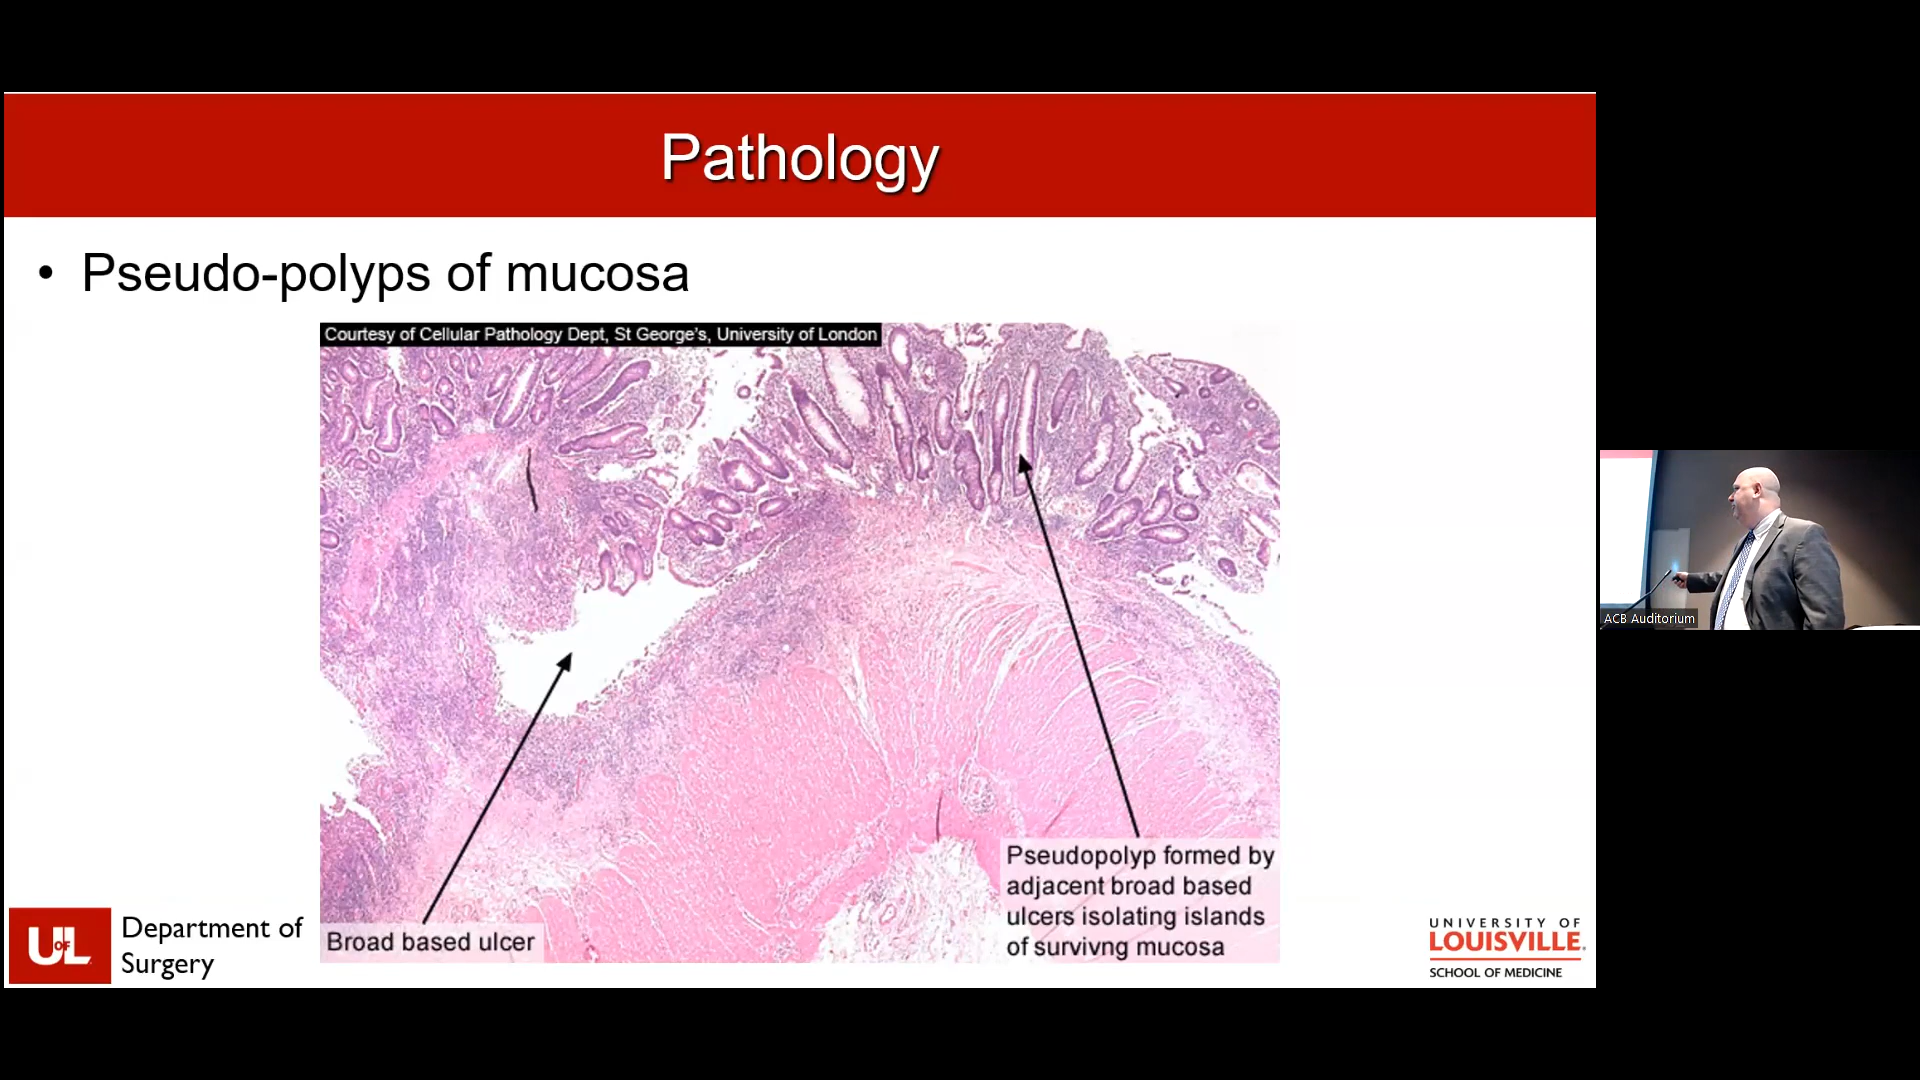 Pathology
• Pseudo-polyps of mucosa
Courtesy of Cellular Pathology Dept, St George's, University of London
Broad based ulcer
Pseudopolyp formed by
adjacent broad based
ulcers isolating islands
of survivng mucosa
UL
OF
Department of
Surgery
UNIVERSITY OF
LOUISVILLE.
SCHOOL OF MEDICINE
ACB Auditorium